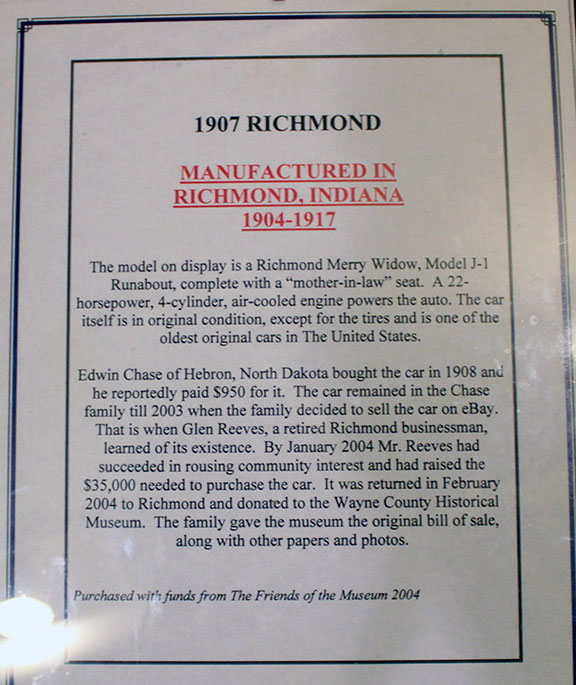 1907 RICHMOND
MANUFACTURED IN
RICHMOND, INDIANA
1904-1917
The model on display is a Richmond Merry Widow, Model J-1
Runabout, complete with a “mother-in-law” seat.  A 22-
horsepower, 4-cylinder, air-cooled engine powers the auto. The car
itself is in original condition, except for the tires and is one of the
oldest original cars in The United States.
Edwin Chase of Hebron, North Dakota bought the car in 1908 and
he reportedly paid $950 for it.  The car remained in the Chase
family till 2003 when the family decided to sell the car on eBay.
That is when Glen Reeves, a retired Richmond businessman,
learned of its existence.  By January 2004 Mr. Reeves had
succeeded in rousing community interest and had raised the
$35,000 needed to purchase the car.  It was returned in February
2004 to Richmond and donated to the Wayne County Historical
Museum.  The family gave the museum the original bill of sale,
along with other papers and photos.
Purchased with funds from The Friends of the Museum 2004